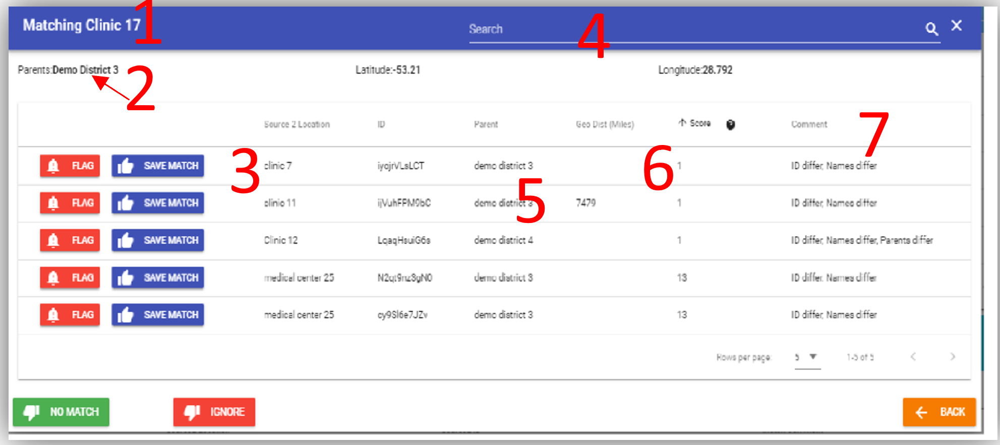 Matching Clinic 17
1
Search
4
Parents:Demo District 3
2
Latitude:-53.21
Longitude:28.792
Source 2 Location ID Parent Geo Dist (Miles) Score Comment
7
FLAG SAVE MATCH clinic 7 iyojrVLsLCT demo district 3 1 ID differ, Names differ
3
6
FLAG SAVE MATCH clinic 11 ijVuhFPM9bC demo district 3 7479 1 ID differ, Names differ
5
FLAG SAVE MATCH Clinic 12 LqaqHsuiG6s demo district 4 1 ID differ, Names differ, Parents differ
FLAG SAVE MATCH medical center 25 demo district 3 13 ID differ, Names differ
FLAG SAVE MATCH medical center 25 cy9Sl6e7JZv demo district 3 13 ID differ, Names differ
Rows per page: 5 1-5 of 5
NO MATCH IGNORE BACK